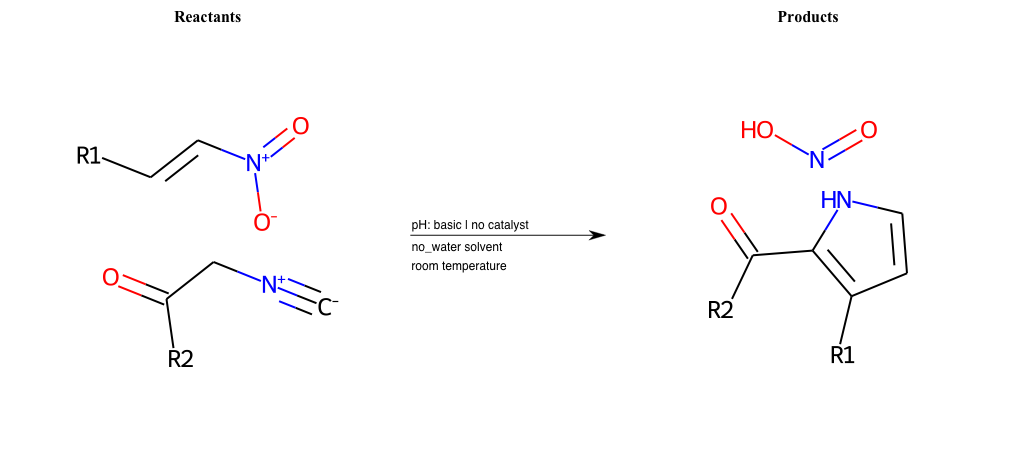 Reactants
Products
R1
N+
O
O-
O
N+
C-
R2
pH: basic | no catalyst
no_water solvent
room temperature
HO
N
O
O
HN
R2
R1